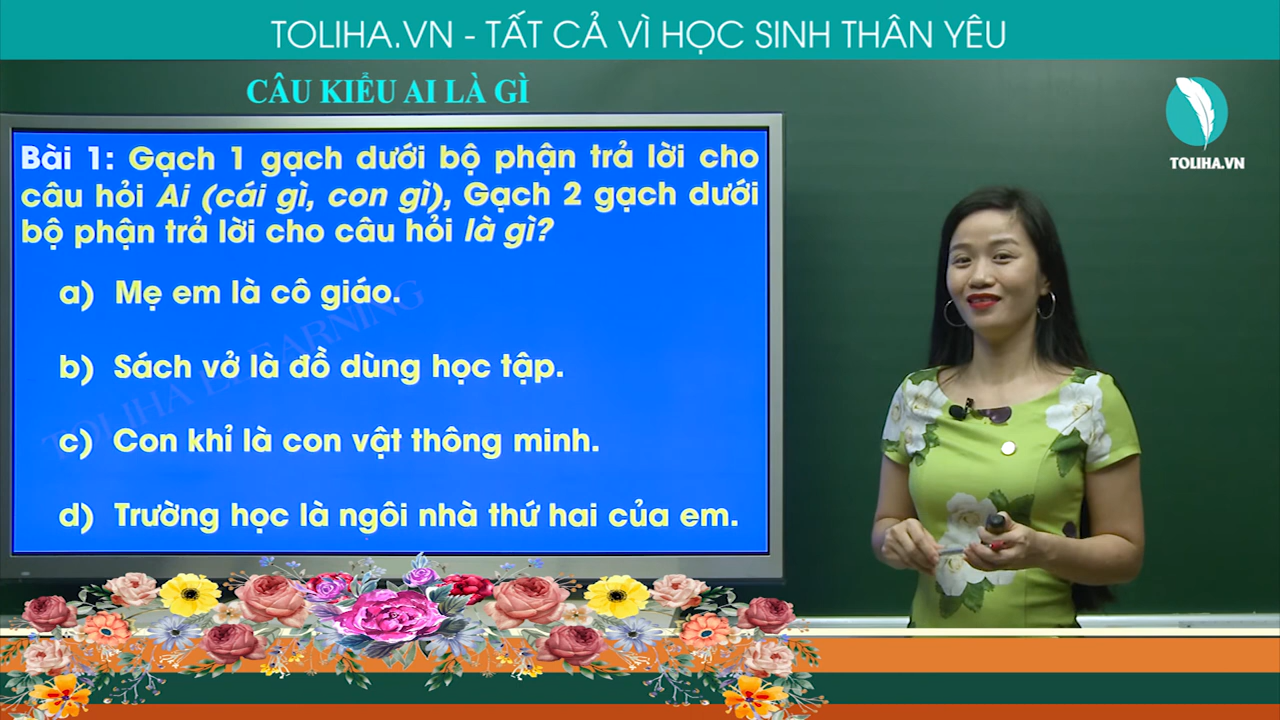 TOLIHA.VN - TẤT CẢ VÌ HỌC SINH THÂN YÊU
CÂU KIỂU AI LÀ GÌ
TOLIHA.VN
Bài 1: Gạch 1 gạch dưới bộ phận trả lời cho
câu hỏi Ai (cái gì, con gì), Gạch 2 gạch dưới
bộ phận trả lời cho câu hỏi là gì?
a) Mẹ em là cô giáo.
b) Sách vở là đồ dùng học tập.
c) Con khỉ là con vật thông minh.
d) Trường học là ngôi nhà thứ hai của em.
TOLIHA ELEARNING